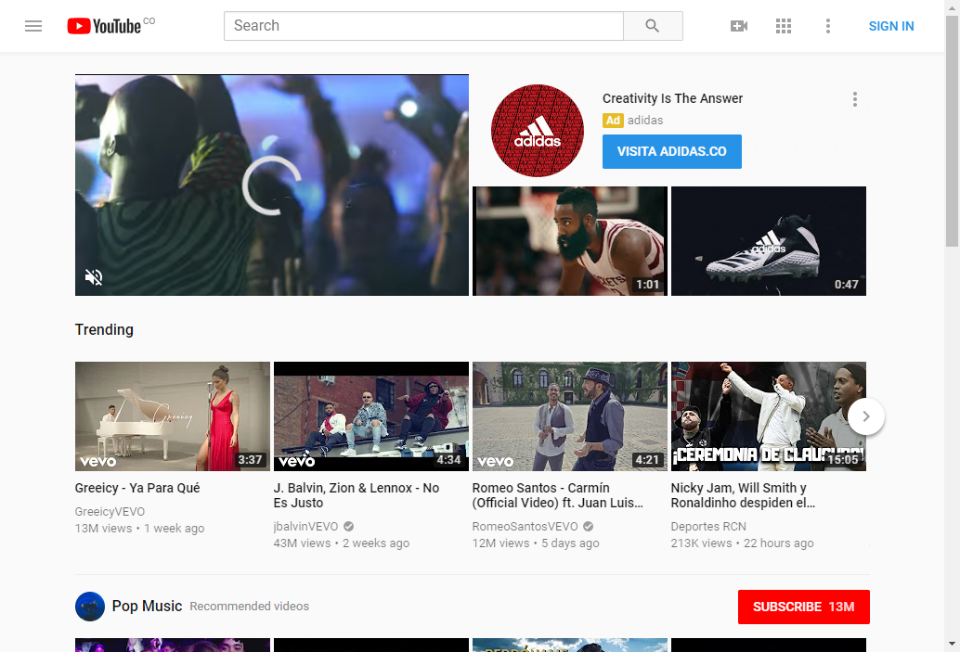 YouTube CO
Search
SIGN IN
Creativity Is The Answer
Ad adidas
VISITA ADIDAS.CO
adidas
adidas
1:01
0:47
Trending
Greeicy
vevo
3:37
vevo
4:34
vevo
4:21
¡CEREMONIA DE CLAUSURA!
15:05
Greeicy - Ya Para Qué
GreeicyVEVO
13M views • 1 week ago
J. Balvin, Zion & Lennox - No
Es Justo
jbalvinVEVO
43M views • 2 weeks ago
Romeo Santos - Carmín
(Official Video) ft. Juan Luis...
RomeoSantosVEVO
12M views • 5 days ago
Nicky Jam, Will Smith y
Ronaldinho despiden el...
Deportes RCN
213K views • 22 hours ago
Pop Music Recommended videos
SUBSCRIBE 13M